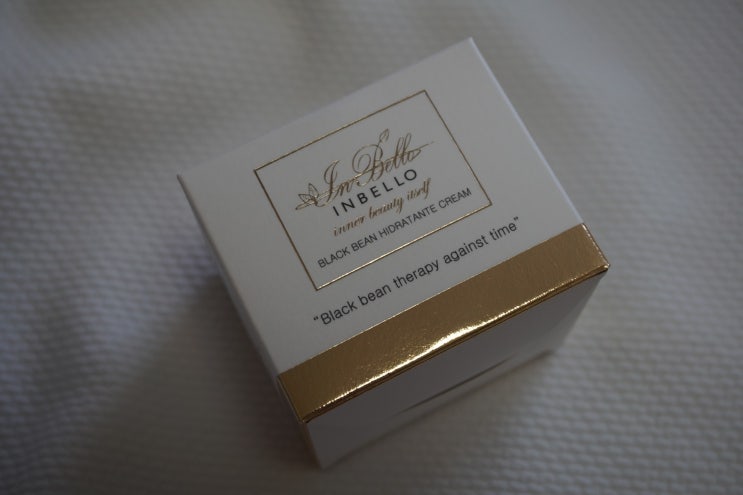 In Bello
INBELLO
inner beauty itself
BLACK BEAN HIDRATANTE CREAM
"Black bean therapy against time"